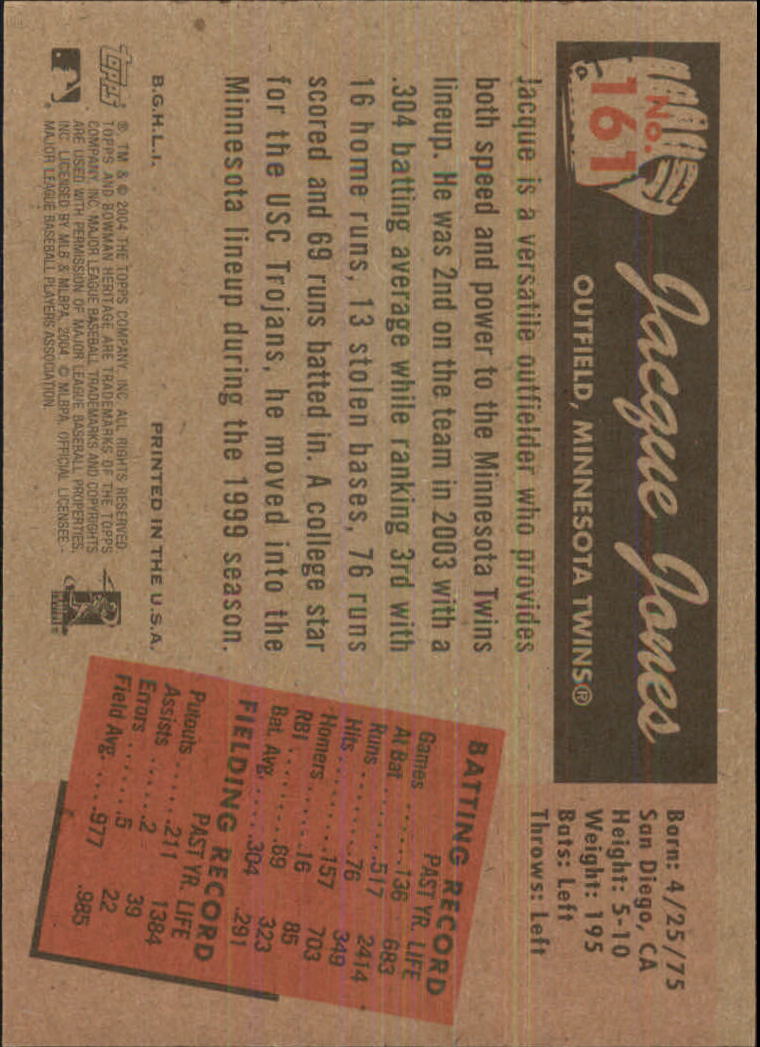 No.
161
Jacque Jones
OUTFIELD, MINNESOTA TWINS®
Born: 4/25/75
San Diego, CA
Height: 5-10
Weight: 195
Bats: Left
Throws: Left
Jacque is a versatile outfielder who provides
both speed and power to the Minnesota Twins
lineup. He was 2nd on the team in 2003 with a
.304 batting average while ranking 3rd with
16 home runs, 13 stolen bases, 76 runs
scored and 69 runs batted in. A college star
for the USC Trojans, he moved into the
Minnesota lineup during the 1999 season.
BATTING RECORD
PAST YR. LIFE
Games .......136 683
At Bat .......517 2414
Runs .........76 349
Hits .........157 703
Homers .......16 85
RBI ..........69 323
Bat. Avg. .....304 .291
FIELDING RECORD
PAST YR. LIFE
Putouts ......211 1384
Assists ......2 39
Errors .......5 22
Field Avg. ....977 .985
B.G.H.L.I. PRINTED IN THE U.S.A.
topps ®, TM & © 2004 THE TOPPS COMPANY, INC. ALL RIGHTS RESERVED.
TOPPS AND BOWMAN HERITAGE ARE TRADEMARKS OF THE TOPPS
COMPANY, INC. MAJOR LEAGUE BASEBALL TRADEMARKS AND COPYRIGHTS
ARE USED WITH PERMISSION OF MAJOR LEAGUE BASEBALL PROPERTIES,
INC. LICENSED BY MLB & MLBPA, 2004. © MLBPA, OFFICIAL LICENSEE -
MAJOR LEAGUE BASEBALL PLAYERS ASSOCIATION.